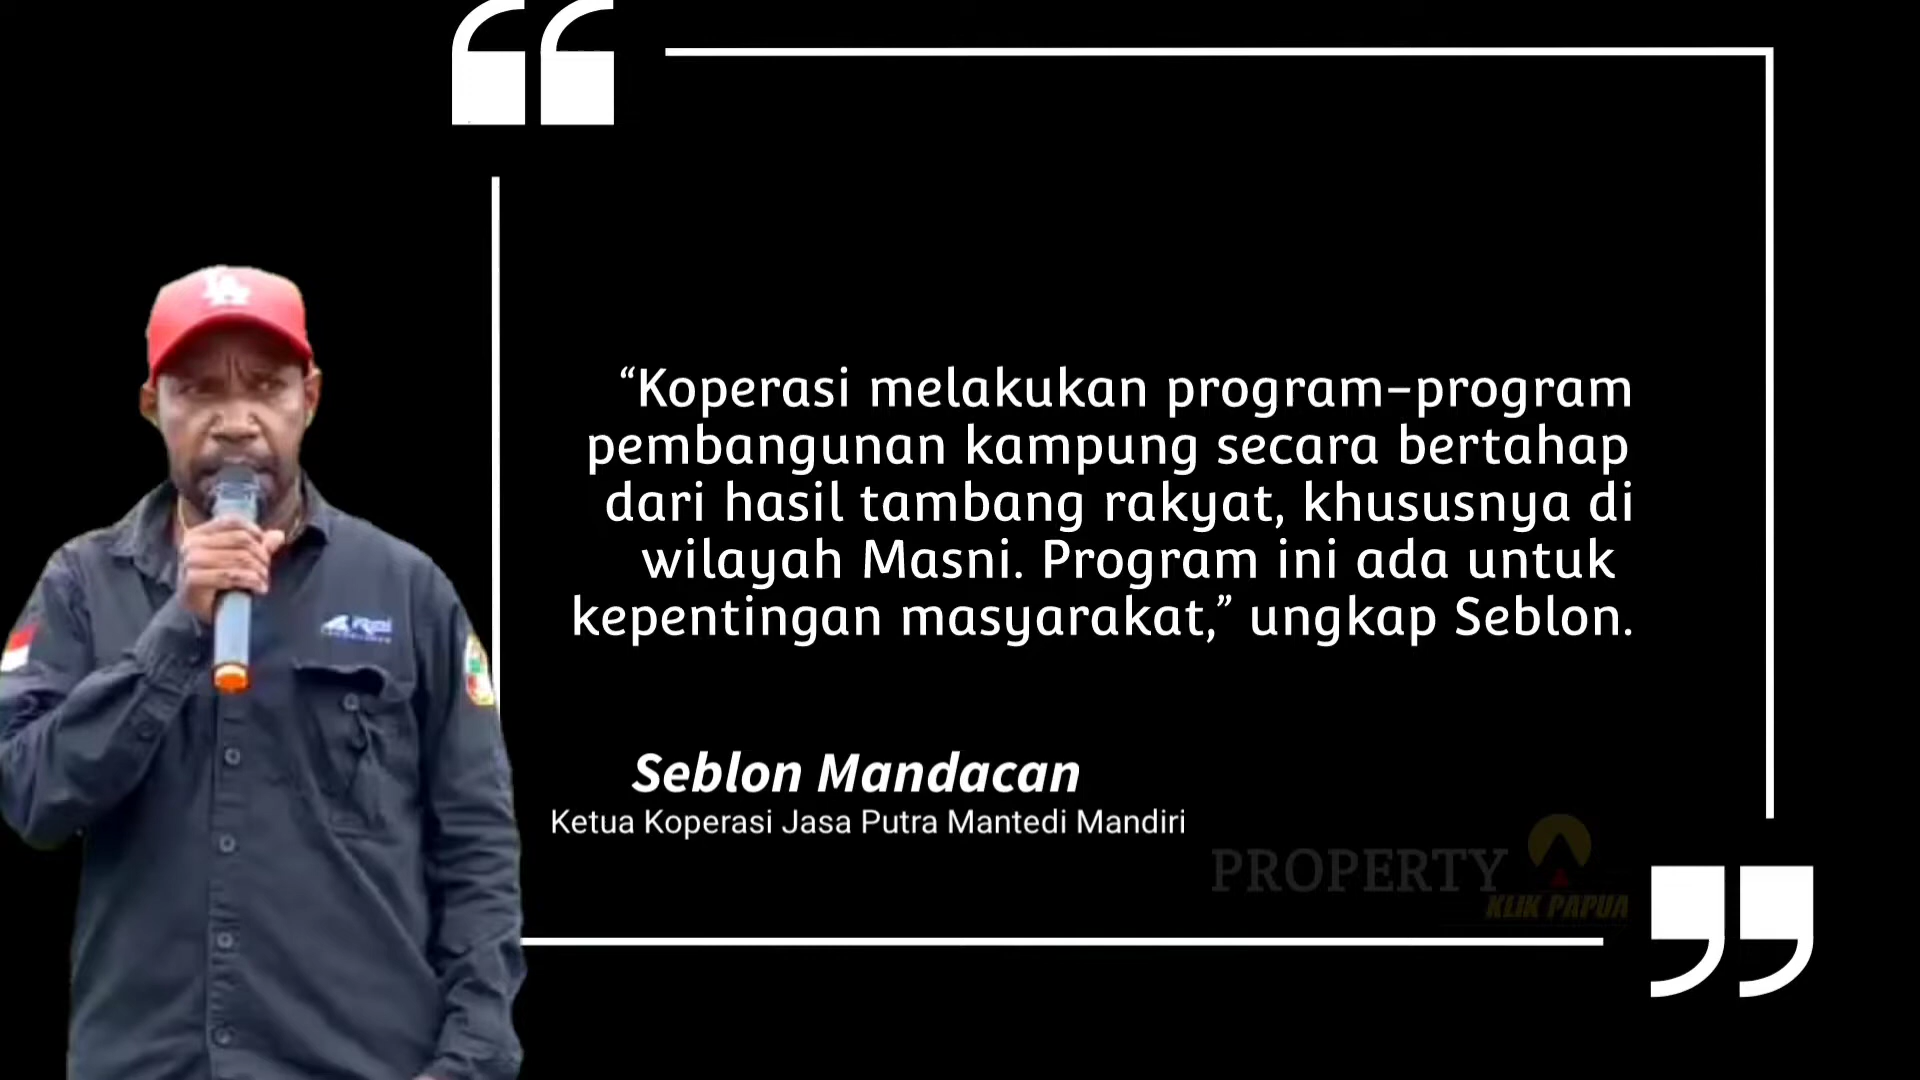 LA
“Koperasi melakukan program-program
pembangunan kampung secara bertahap
dari hasil tambang rakyat, khususnya di
wilayah Masni. Program ini ada untuk
kepentingan masyarakat,” ungkap Seblon.
Seblon Mandacan
Ketua Koperasi Jasa Putra Mantedi Mandiri
PROPERTY
KLIK PAPUA